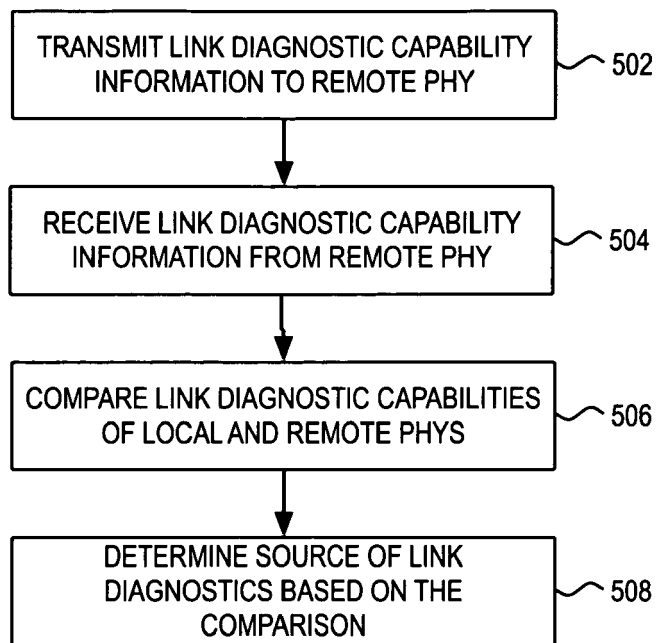 TRANSMIT LINK DIAGNOSTIC CAPABILITY
INFORMATION TO REMOTE PHY
502
RECEIVE LINK DIAGNOSTIC CAPABILITY
INFORMATION FROM REMOTE PHY
504
COMPARE LINK DIAGNOSTIC CAPABILITIES
OF LOCAL AND REMOTE PHYS
506
DETERMINE SOURCE OF LINK
DIAGNOSTICS BASED ON THE
COMPARISON
508